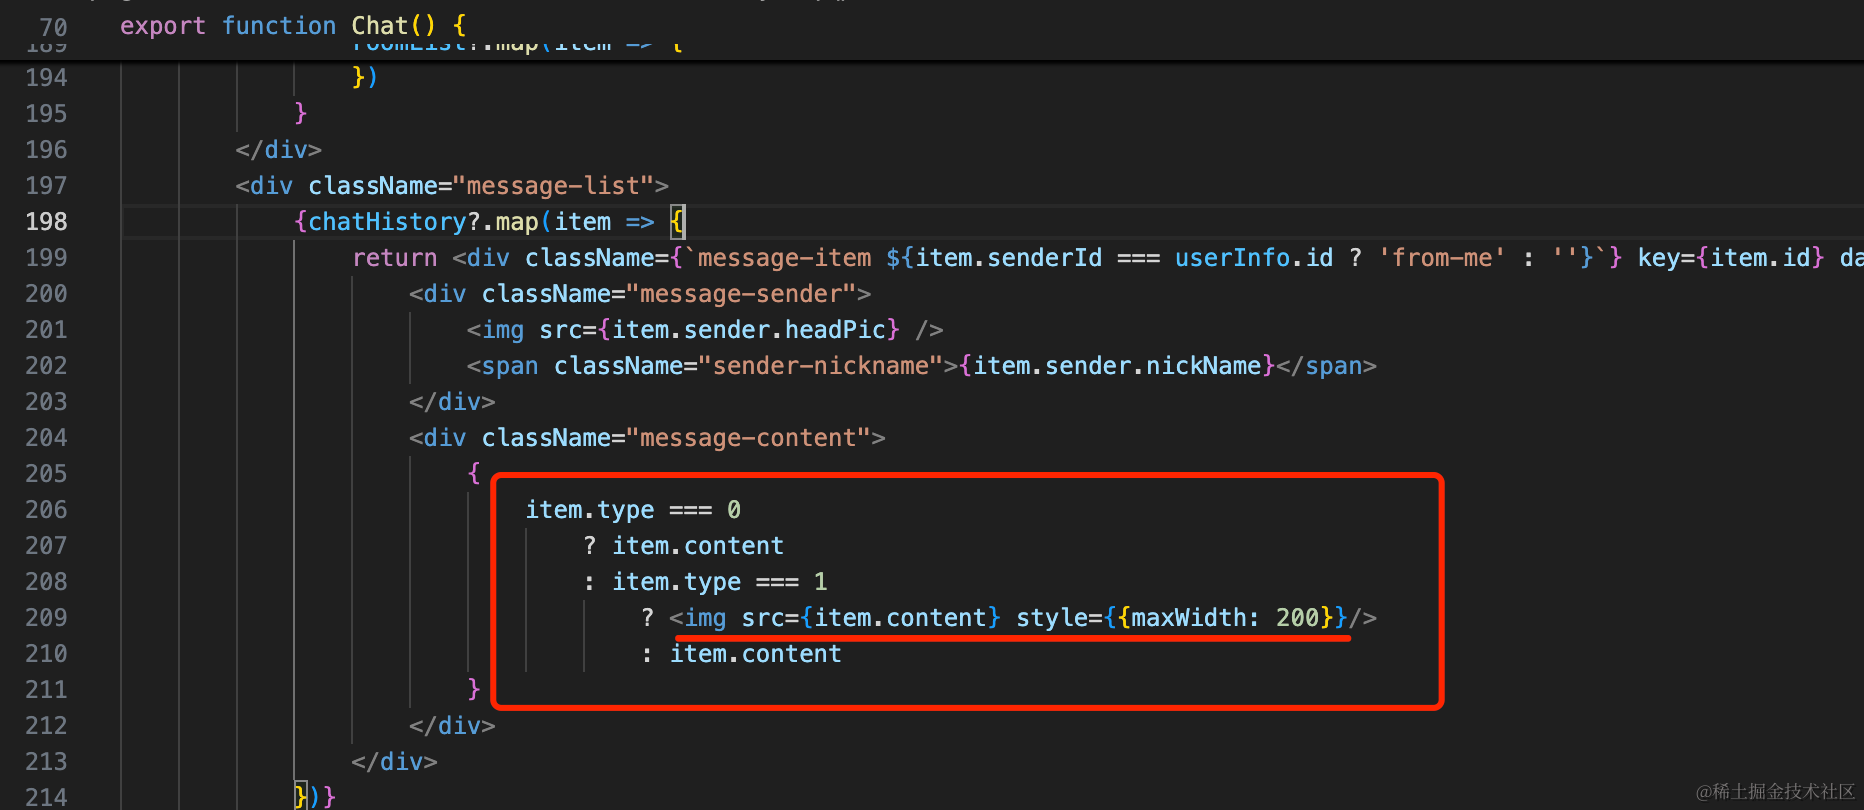 70 export function Chat() {
189 roomList?.map(item => {
194 })
195 }
196 </div>
197 <div className="message-list">
198 {chatHistory?.map(item => {
199 return <div className={`message-item ${item.senderId === userInfo.id ? 'from-me' : ''}`} key={item.id} da
200 <div className="message-sender">
201 <img src={item.sender.headPic} />
202 <span className="sender-nickname">{item.sender.nickName}</span>
203 </div>
204 <div className="message-content">
205 {
206 item.type === 0
207 ? item.content
208 : item.type === 1
209 ? <img src={item.content} style={{maxWidth: 200}}/>
210 : item.content
211 }
212 </div>
213 </div>
214 })}
@稀土掘金技术社区